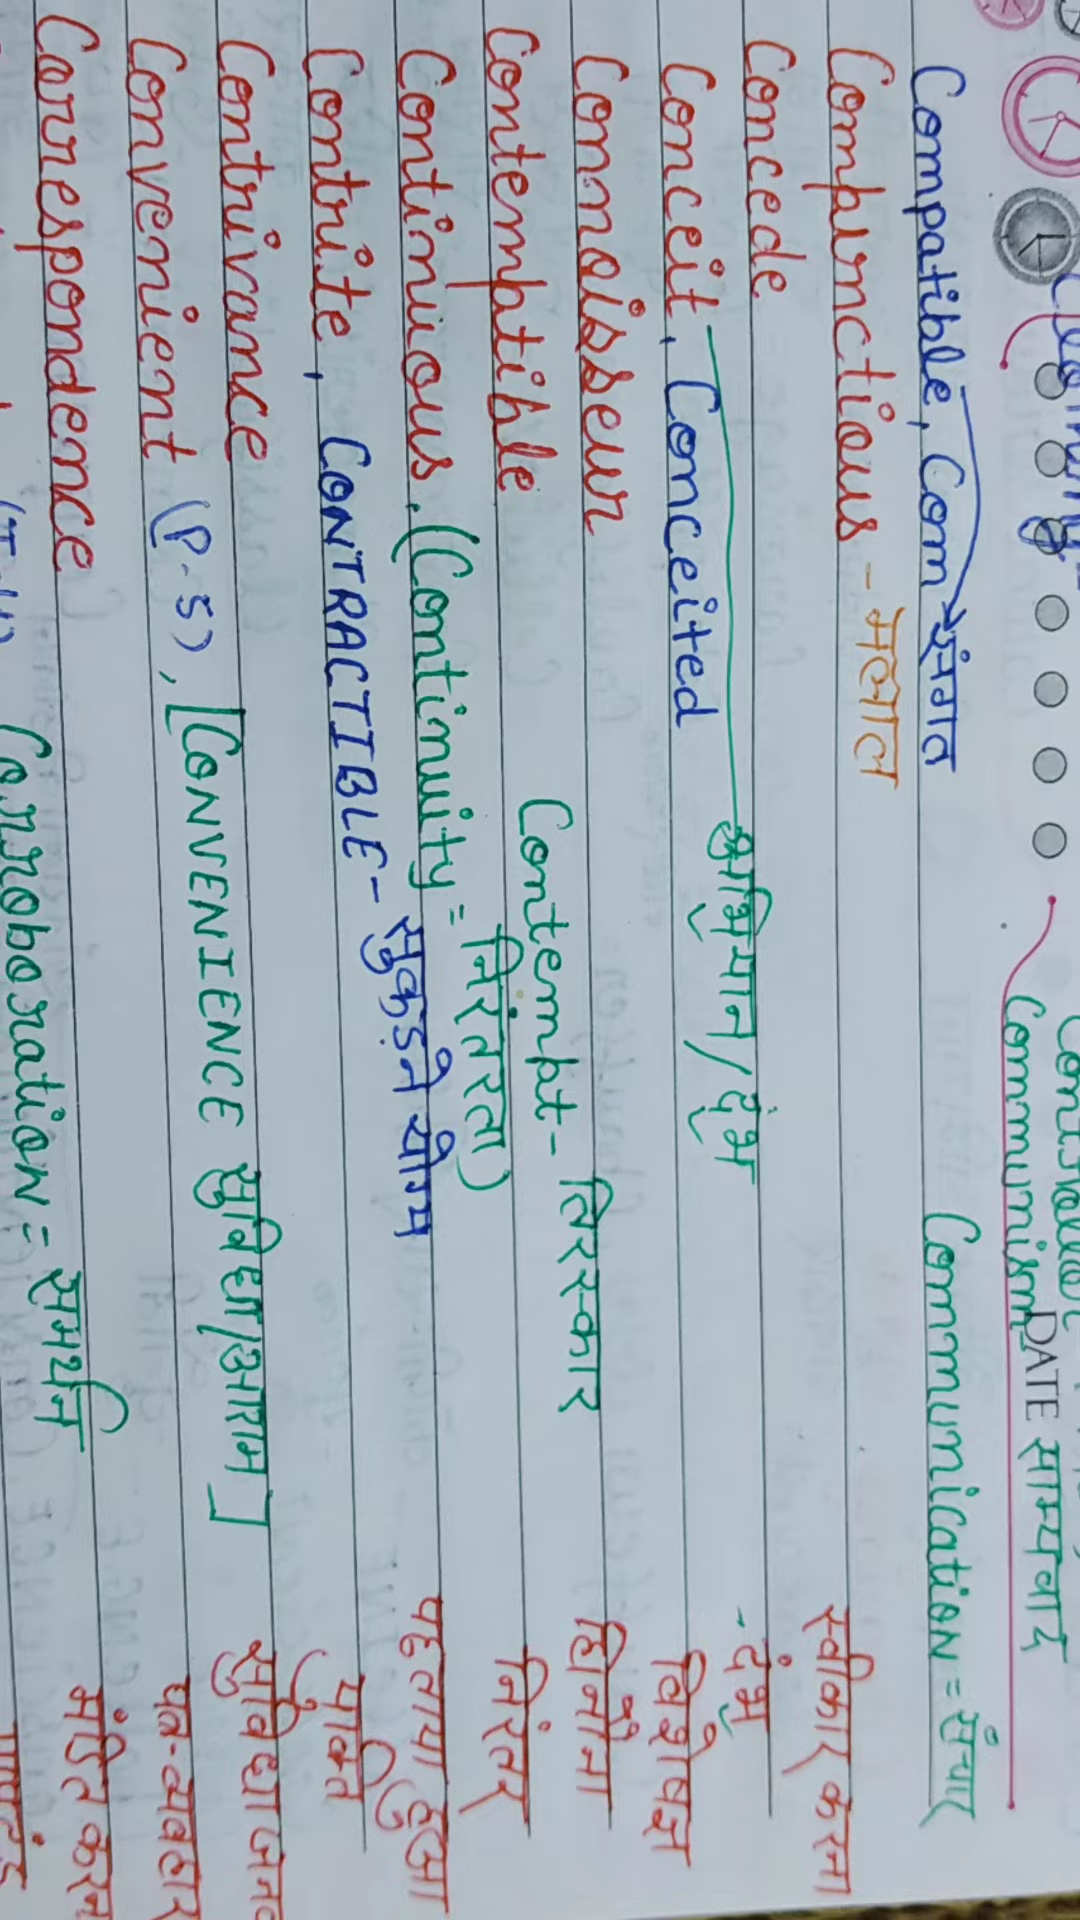 DATE
Communism साम्यवाद
Communication = संचार
Compatible, Com → संगत
Compunctious - मलाल
Concede स्वीकार करना
Conceit, Conceited अभिमान / दंभ - दंभ
Connoisseur विशेषज्ञ
Contempt - तिरस्कार
Contemptible घिनौना
Continuous, (Continuity = निरंतरता) निरंतर
Contrite, CONTRACTIBLE - सुकड़ने योग्य पछताया हुआ
Contrivance युक्ति
Convenient (P-5), [CONVENIENCE सुविधा/आराम] सुविधाजनक
Correspondence पत्र-व्यवहार
Corroboration = समर्थन